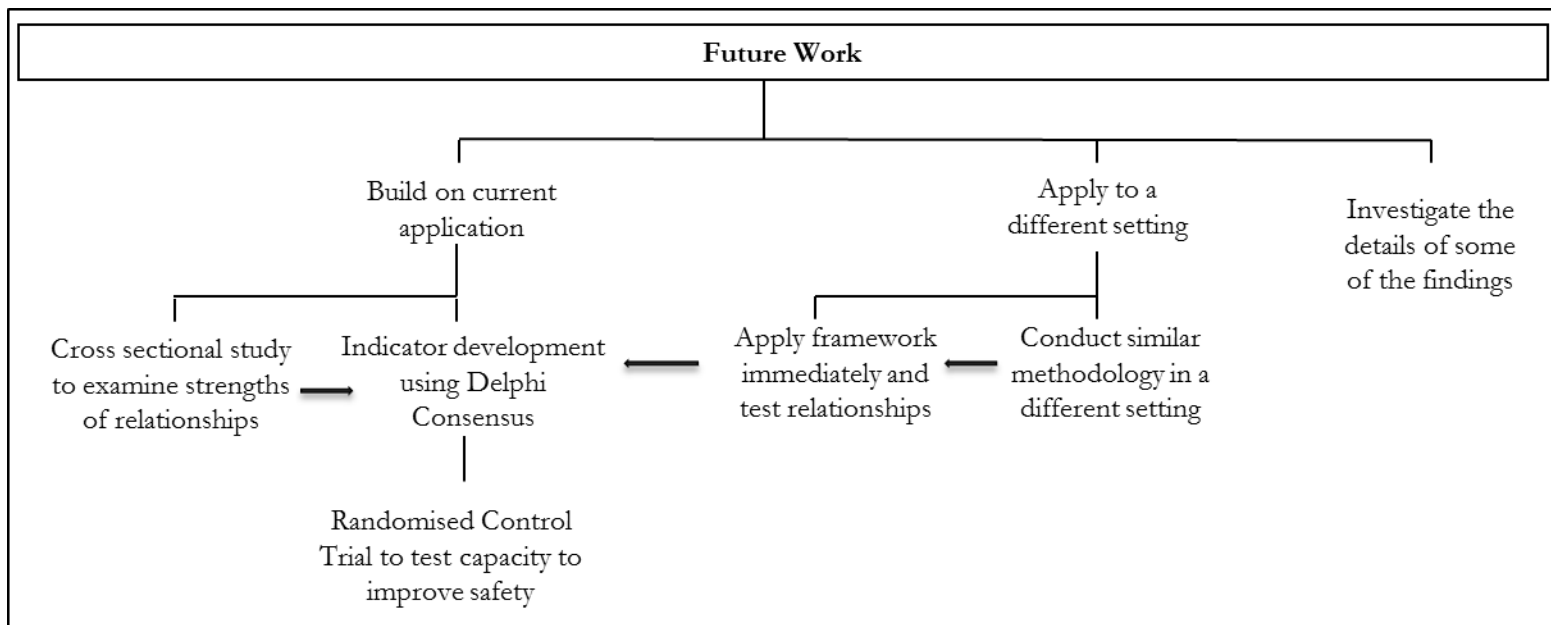 Future Work
Build on current
application
Apply to a
different setting
Investigate the
details of some
of the findings
Cross sectional study
to examine strengths
of relationships
Indicator development
using Delphi
Consensus
Apply framework
immediately and
test relationships
Conduct similar
methodology in a
different setting
Randomised Control
Trial to test capacity to
improve safety